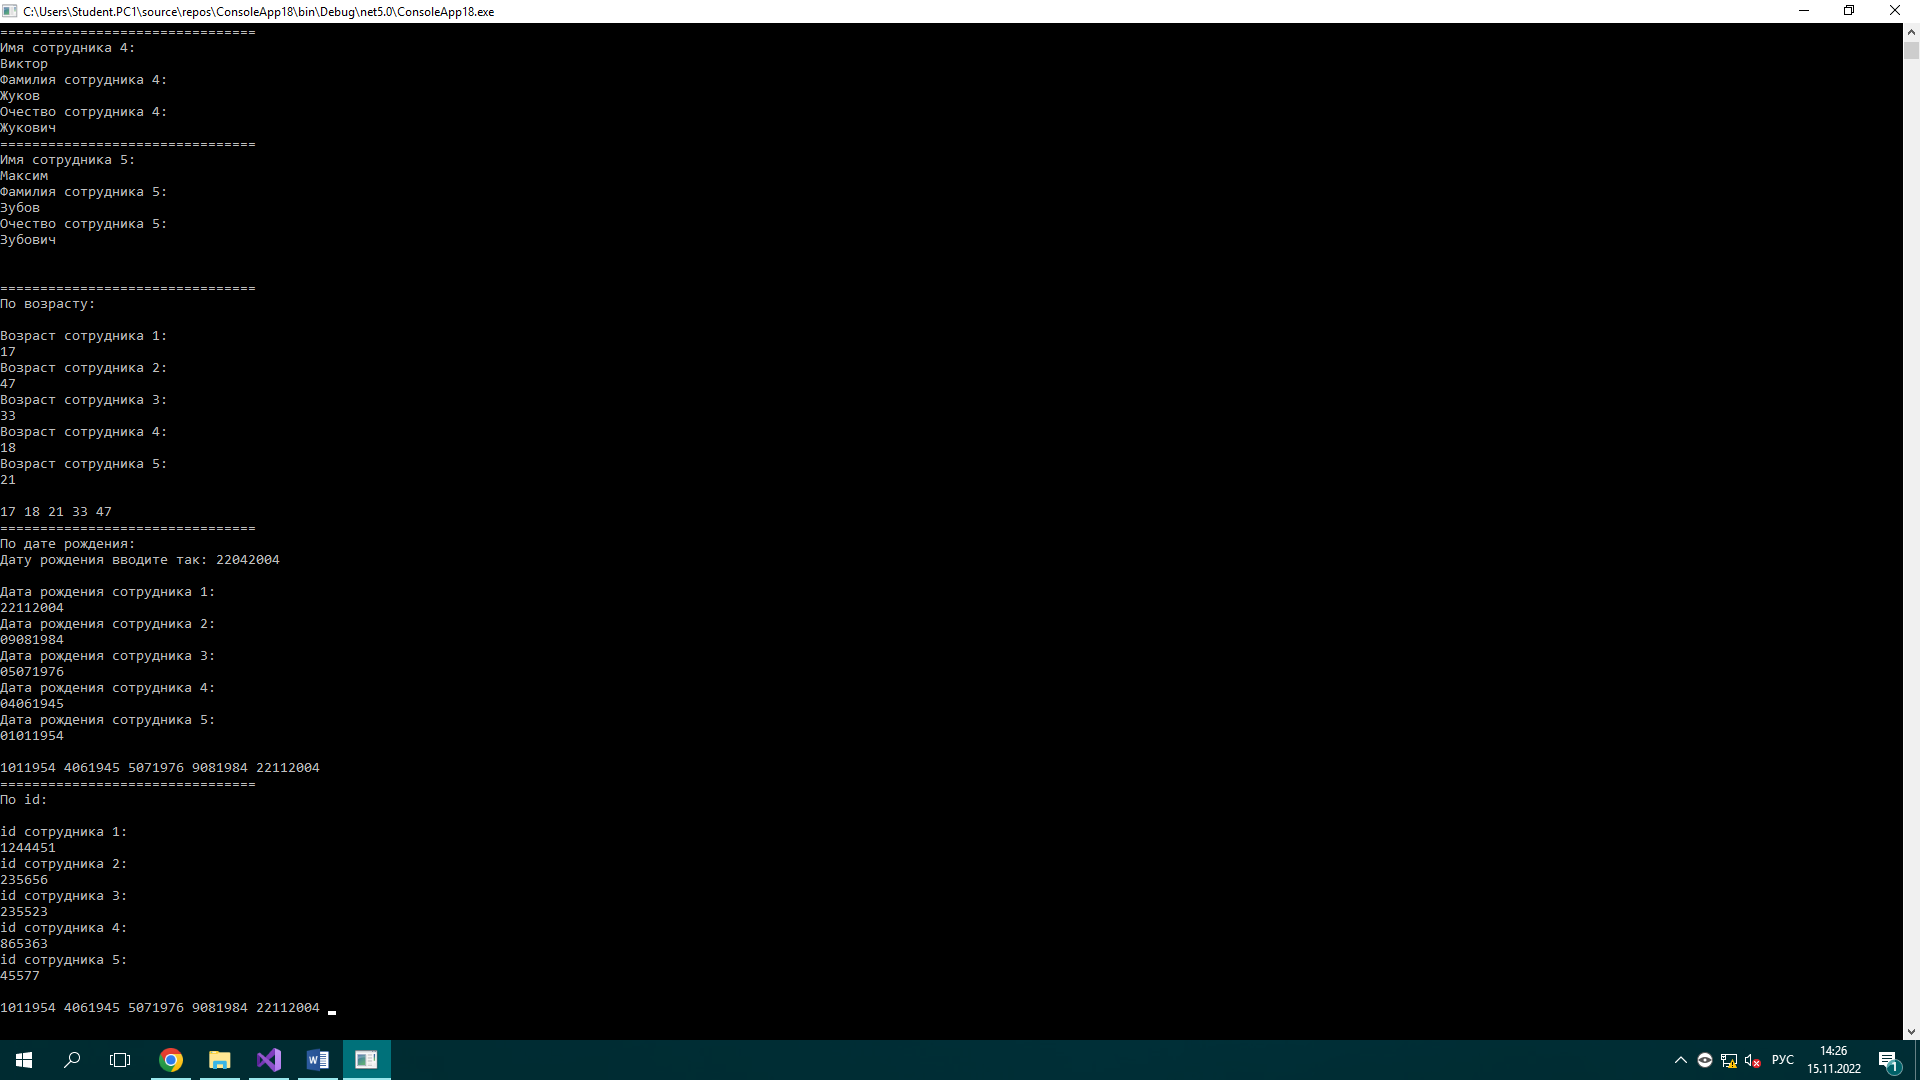 C:\Users\Student.PC1\source\repos\ConsoleApp18\bin\Debug\net5.0\ConsoleApp18.exe
================================
Имя сотрудника 4:
Виктор
Фамилия сотрудника 4:
Жуков
Очество сотрудника 4:
Жукович
================================
Имя сотрудника 5:
Максим
Фамилия сотрудника 5:
Зубов
Очество сотрудника 5:
Зубович
================================
По возрасту:
Возраст сотрудника 1:
17
Возраст сотрудника 2:
47
Возраст сотрудника 3:
33
Возраст сотрудника 4:
18
Возраст сотрудника 5:
21
17 18 21 33 47
================================
По дате рождения:
Дату рождения вводите так: 22042004
Дата рождения сотрудника 1:
22112004
Дата рождения сотрудника 2:
09081984
Дата рождения сотрудника 3:
05071976
Дата рождения сотрудника 4:
04061945
Дата рождения сотрудника 5:
01011954
1011954 4061945 5071976 9081984 22112004
================================
По id:
id сотрудника 1:
1244451
id сотрудника 2:
235656
id сотрудника 3:
235523
id сотрудника 4:
865363
id сотрудника 5:
45577
1011954 4061945 5071976 9081984 22112004
РУС
14:26
15.11.2022
1